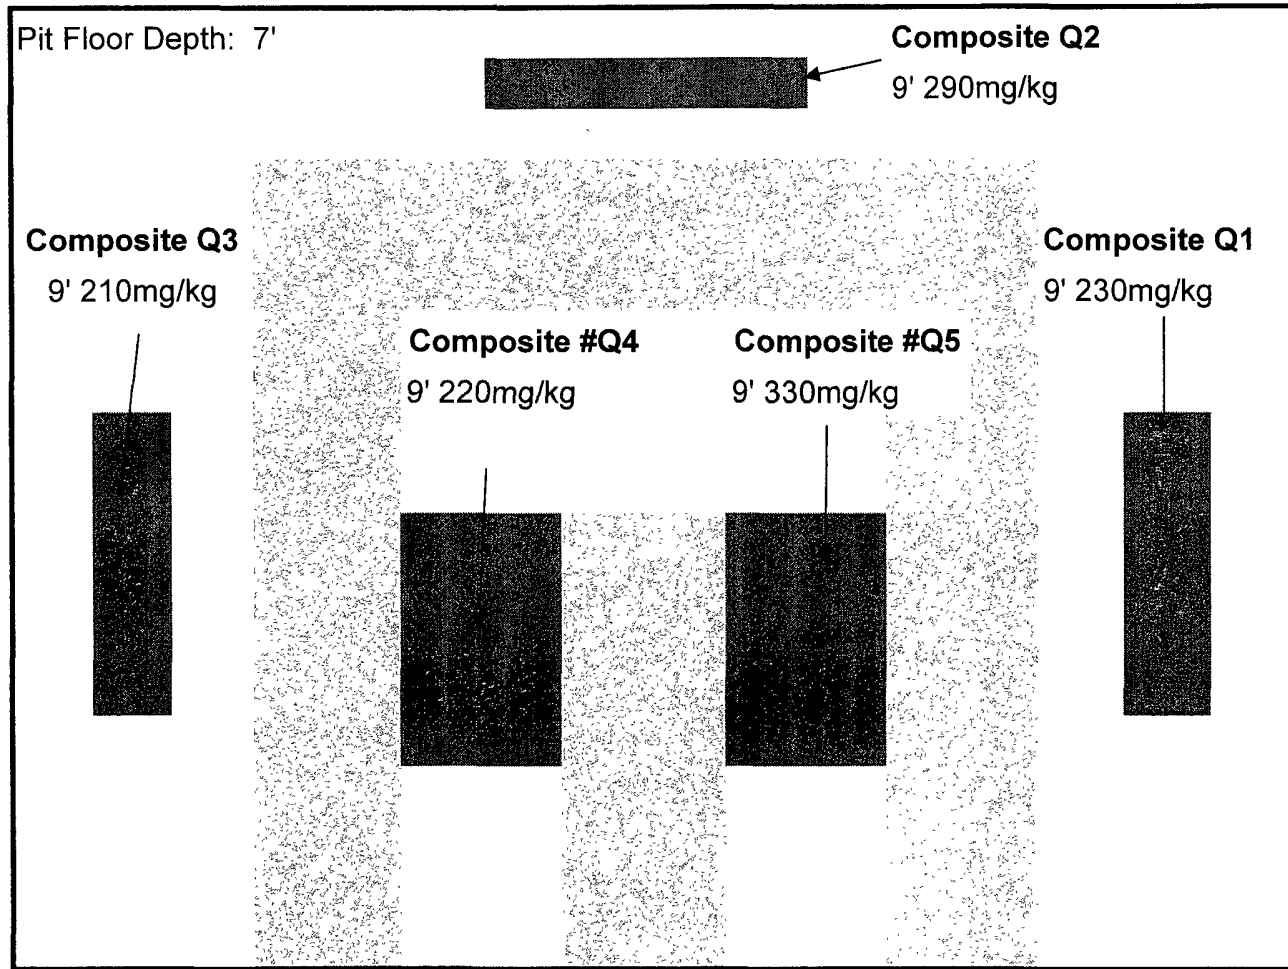 Pit Floor Depth: 7'
Composite Q2
9' 290mg/kg
Composite Q3
9' 210mg/kg
Composite Q1
9' 230mg/kg
Composite #Q4
9' 220mg/kg
Composite #Q5
9' 330mg/kg